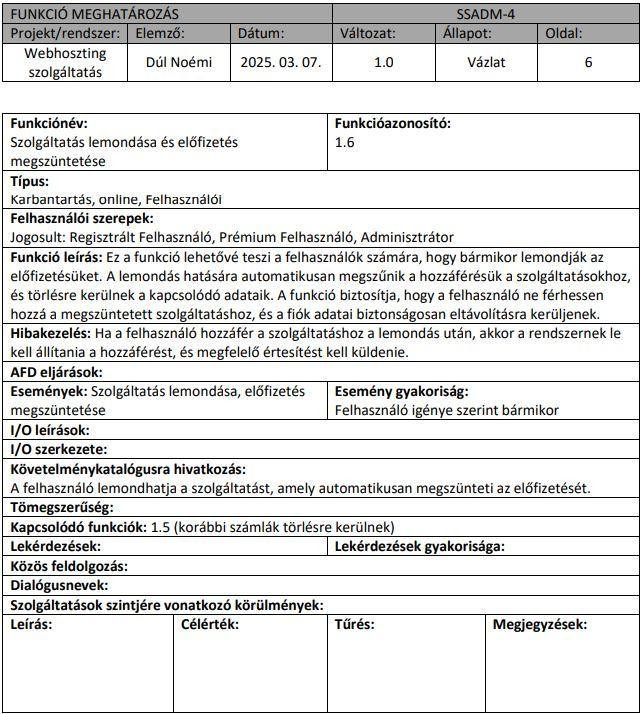 FUNKCIÓ MEGHATÁROZÁS SSADM-4
Projekt/rendszer: Elemző: Dátum: Változat: Állapot: Oldal:
Webhoszting szolgáltatás Dúl Noémi 2025. 03. 07. 1.0 Vázlat 6
Funkciónév: Funkcióazonosító:
Szolgáltatás lemondása és előfizetés 1.6
megszüntetése
Típus:
Karbantartás, online, Felhasználói
Felhasználói szerepek:
Jogosult: Regisztrált Felhasználó, Prémium Felhasználó, Adminisztrátor
Funkció leírás: Ez a funkció lehetővé teszi a felhasználók számára, hogy bármikor lemondják az
előfizetésüket. A lemondás hatására automatikusan megszűnik a hozzáférésük a szolgáltatásokhoz,
és törlésre kerülnek a kapcsolódó adataik. A funkció biztosítja, hogy a felhasználó ne férhessen
hozzá a megszüntetett szolgáltatáshoz, és a fiók adatai biztonságosan eltávolításra kerüljenek.
Hibakezelés: Ha a felhasználó hozzáfér a szolgáltatáshoz a lemondás után, akkor a rendszernek le
kell állítania a hozzáférést, és megfelelő értesítést kell küldenie.
AFD eljárások:
Események: Szolgáltatás lemondása, előfizetés Esemény gyakoriság:
megszüntetése Felhasználó igénye szerint bármikor
I/O leírások:
I/O szerkezete:
Követelménykatalógusra hivatkozás:
A felhasználó lemondhatja a szolgáltatást, amely automatikusan megszünteti az előfizetését.
Tömegszerűség:
Kapcsolódó funkciók: 1.5 (korábbi számlák törlésre kerülnek)
Lekérdezések: Lekérdezések gyakorisága:
Közös feldolgozás:
Dialógusnevek:
Szolgáltatások szintjére vonatkozó körülmények:
Leírás: Célérték: Tűrés: Megjegyzések: